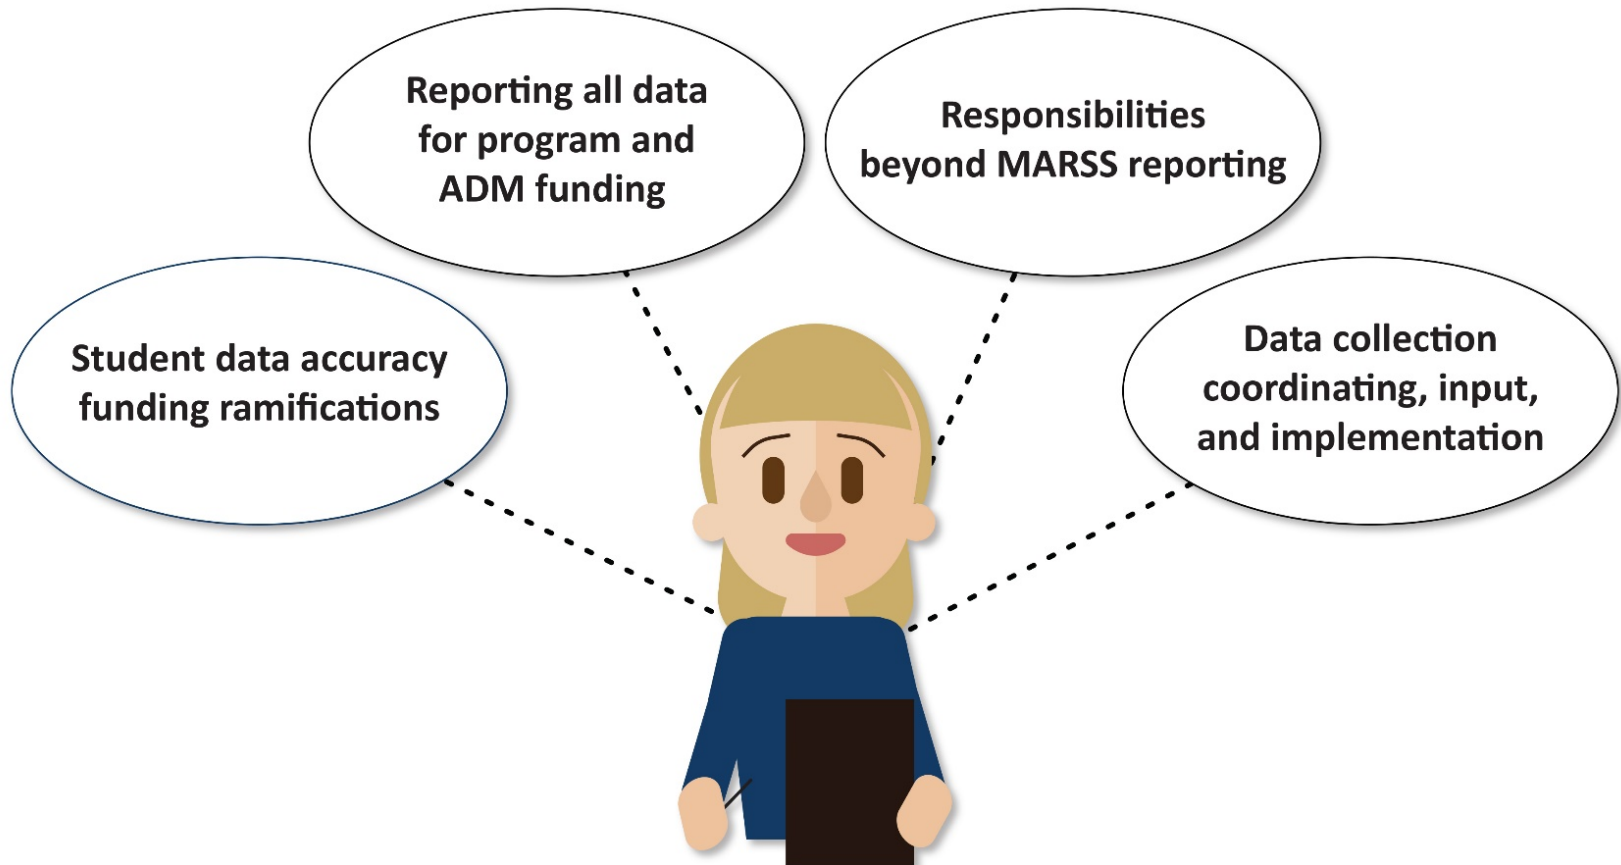 Reporting all data
for program and
ADM funding
Responsibilities
beyond MARSS reporting
Student data accuracy
funding ramifications
Data collection
coordinating, input,
and implementation